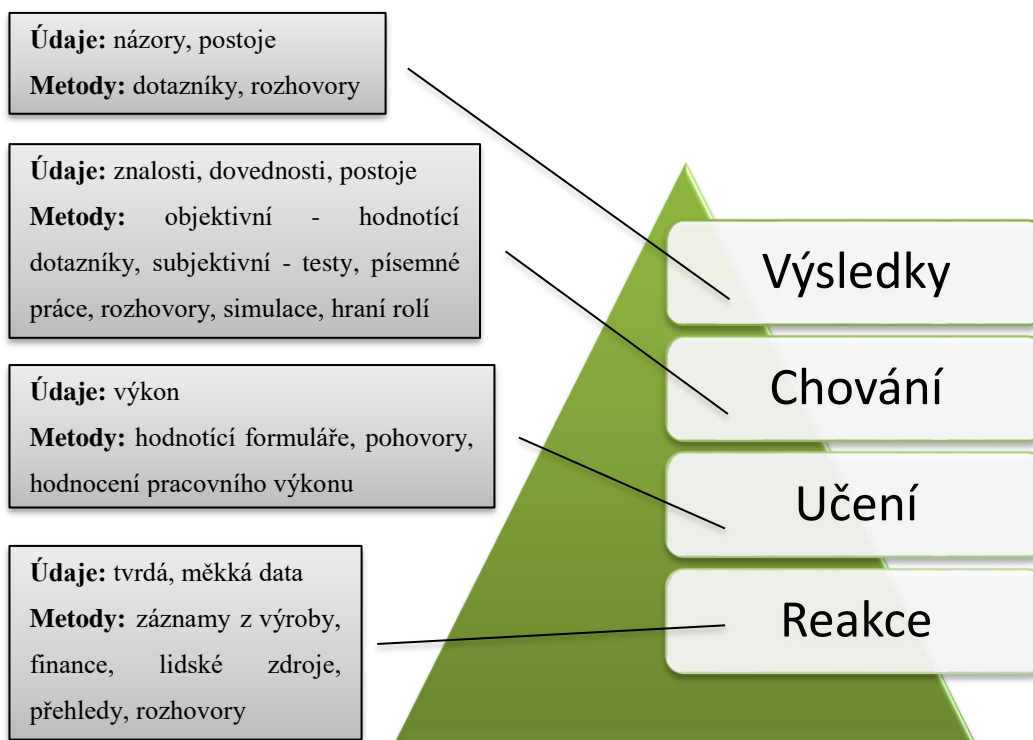 Údaje: názory, postoje
Metody: dotazníky, rozhovory
Údaje: znalosti, dovednosti, postoje
Metody: objektivní - hodnotící
dotazníky, subjektivní - testy, písemné
práce, rozhovory, simulace, hraní rolí
Údaje: výkon
Metody: hodnotící formuláře, pohovory,
hodnocení pracovního výkonu
Údaje: tvrdá, měkká data
Metody: záznamy z výroby,
finance, lidské zdroje,
přehledy, rozhovory
Výsledky
Chování
Učení
Reakce